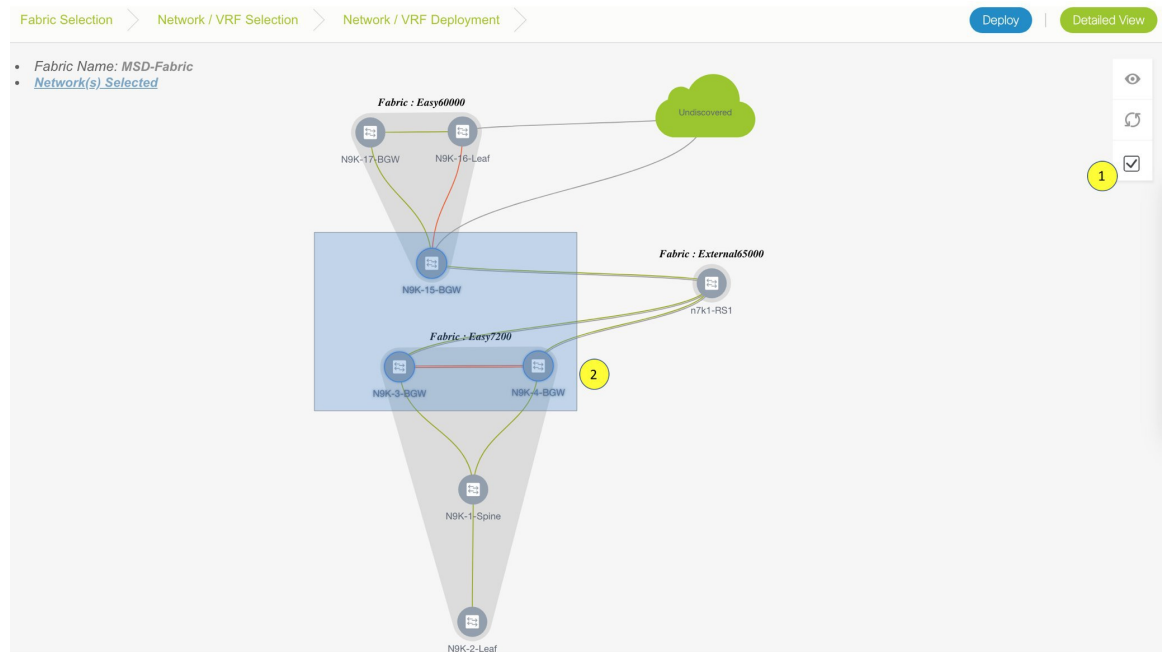 Fabric Selection
Network / VRF Selection
Network / VRF Deployment
Deploy
Detailed View
Fabric Name: MSD-Fabric
Network(s) Selected
Fabric : Easy60000
Undiscovered
N9K-17-BGW
N9K-16-Leaf
1
Fabric : External65000
N9K-15-BGW
n7k1-RS1
Fabric : Easy7200
2
N9K-3-BGW
N9K-4-BGW
N9K-1-Spine
N9K-2-Leaf